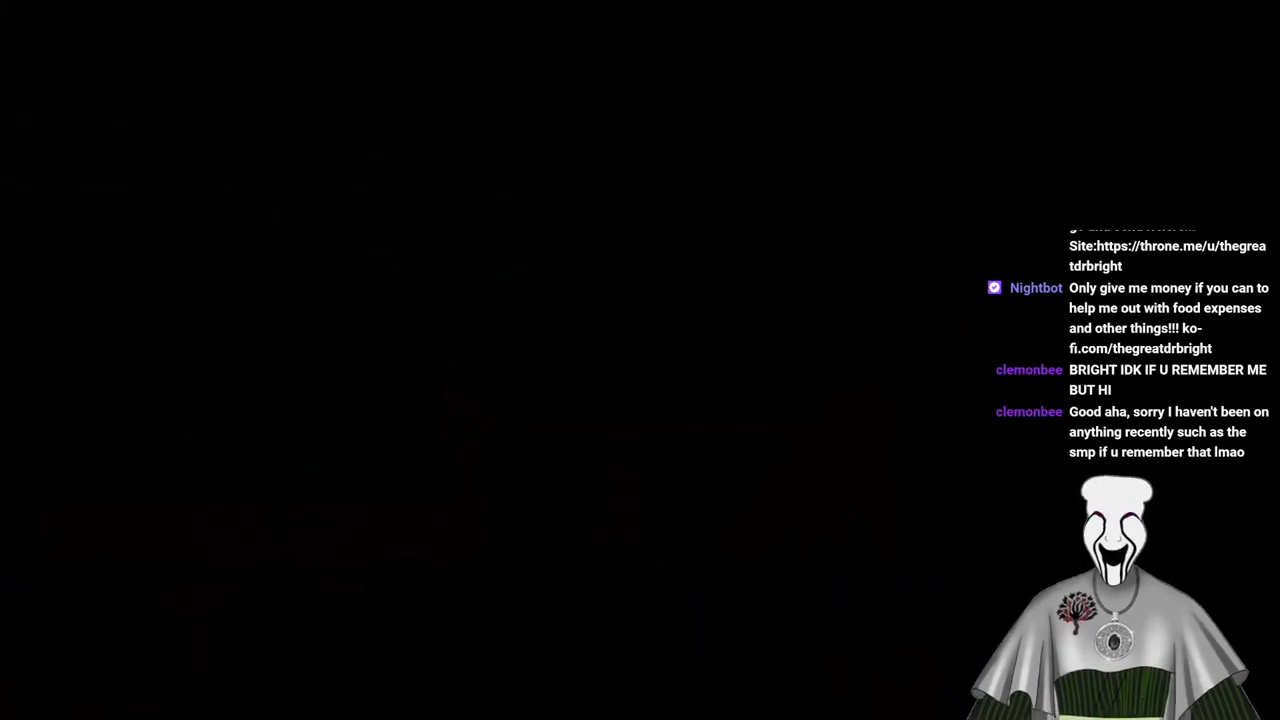 Site:https://throne.me/u/thegrea
tdrbright
Nightbot Only give me money if you can to
help me out with food expenses
and other things!!! ko-
fi.com/thegreatdrbright
clemonbee BRIGHT IDK IF U REMEMBER ME
BUT HI
clemonbee Good aha, sorry I haven't been on
anything recently such as the
smp if u remember that lmao